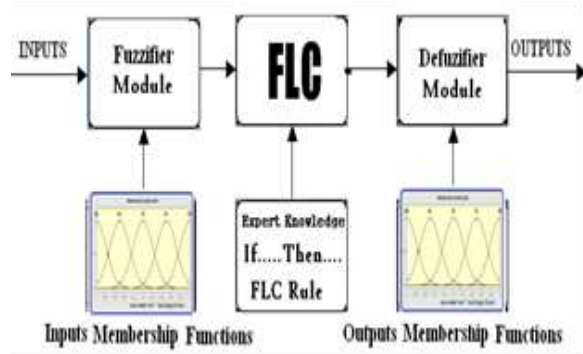 INPUTS
Fuzzifier
Module
FLC
Defuzifier
Module
OUTPUTS
Expert Knowledge
If.....Then....
FLC Rule
Inputs Membership Functions
Outputs Membership Functions